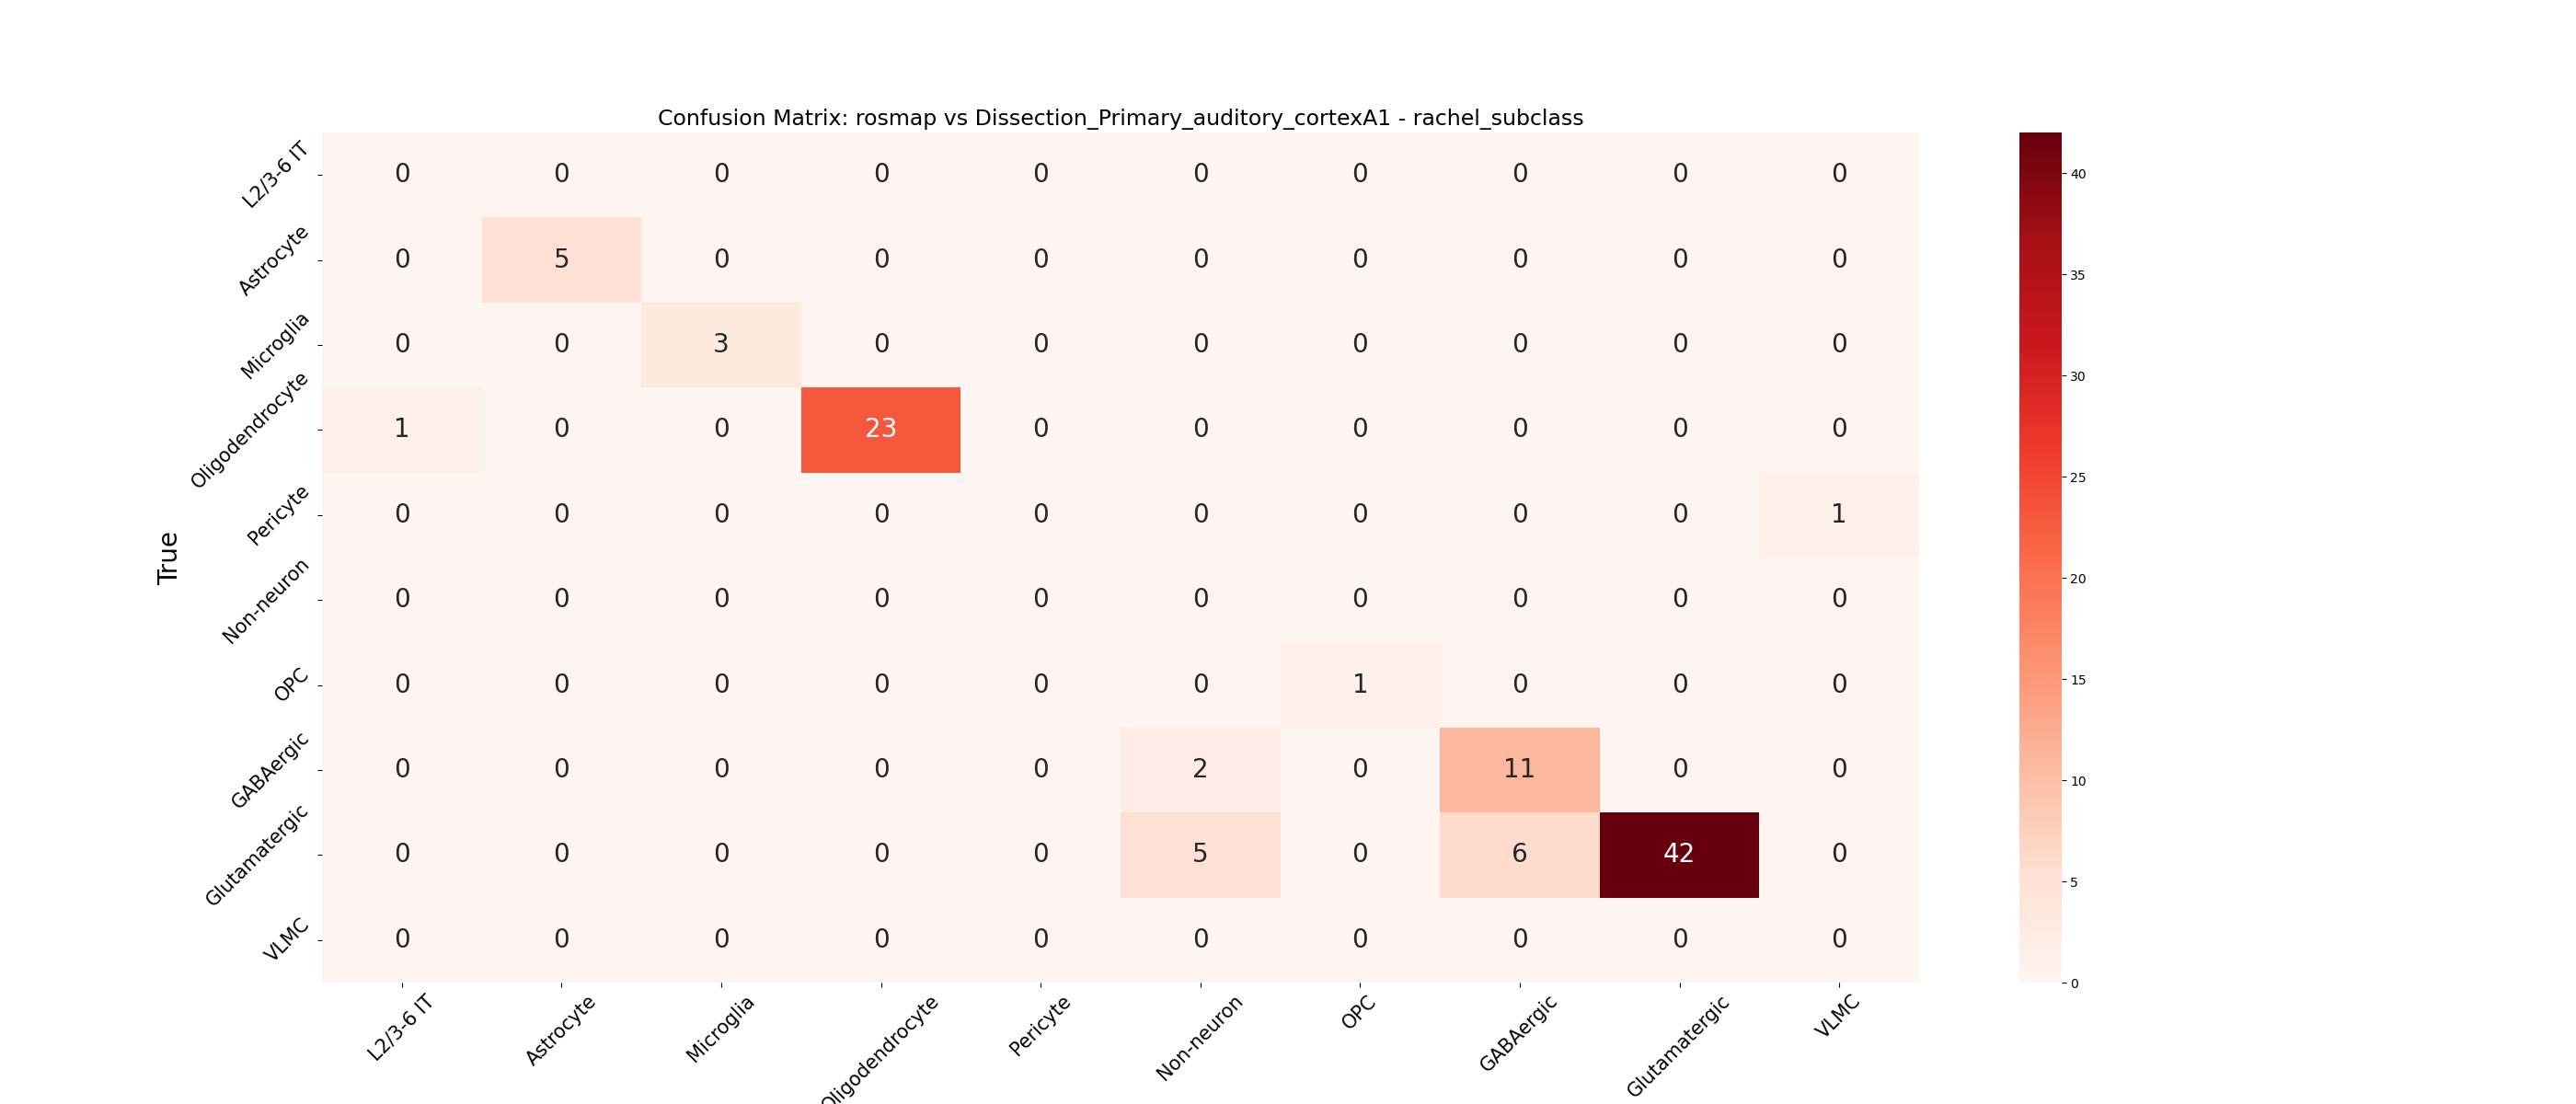 Confusion Matrix: rosmap vs Dissection_Primary_auditory_cortexA1 - rachel_subclass
True
L2/3-6 IT 0 0 0 0 0 0 0 0 0 0
Astrocyte 0 5 0 0 0 0 0 0 0 0
Microglia 0 0 3 0 0 0 0 0 0 0
Oligodendrocyte 1 0 0 23 0 0 0 0 0 0
Pericyte 0 0 0 0 0 0 0 0 0 1
Non-neuron 0 0 0 0 0 0 0 0 0 0
OPC 0 0 0 0 0 0 1 0 0 0
GABAergic 0 0 0 0 0 2 0 11 0 0
Glutamatergic 0 0 0 0 0 5 0 6 42 0
VLMC 0 0 0 0 0 0 0 0 0 0
L2/3-6 IT Astrocyte Microglia Oligodendrocyte Pericyte Non-neuron OPC GABAergic Glutamatergic VLMC
40
35
30
25
20
15
10
5
0